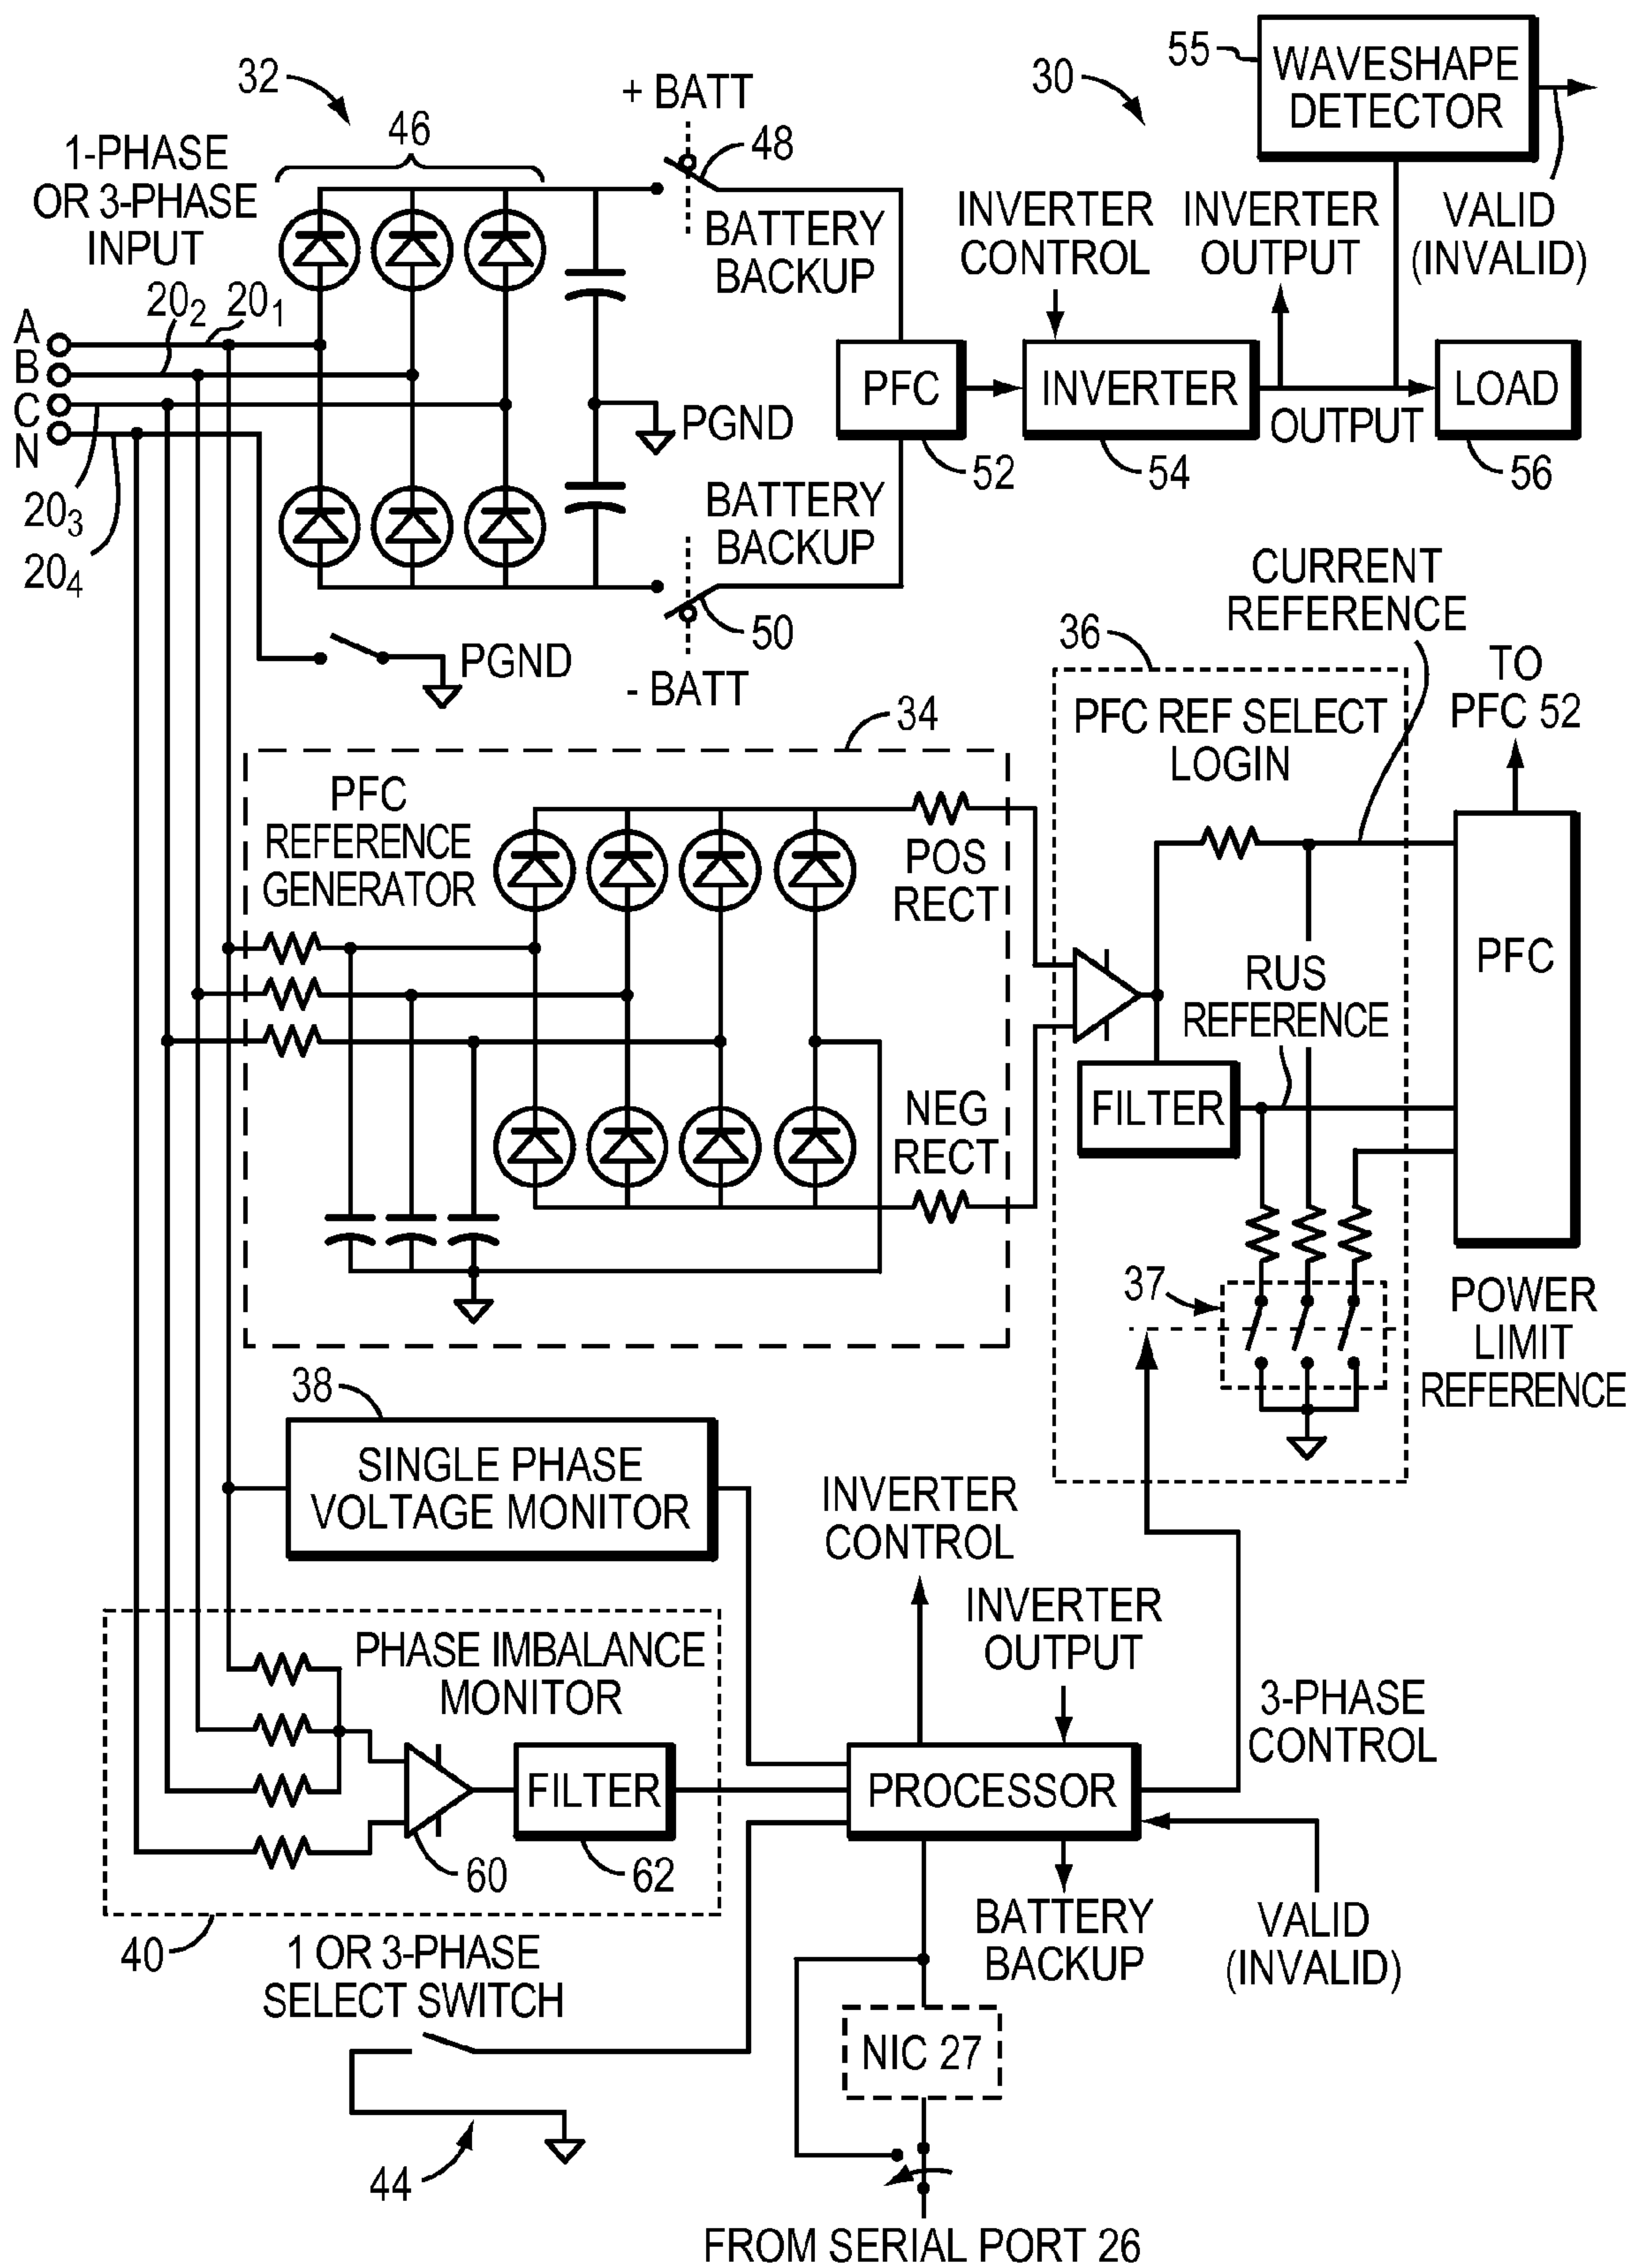 55
WAVESHAPE
DETECTOR
32
+ BATT
30
46
48
1-PHASE
OR 3-PHASE
INPUT
BATTERY
BACKUP
INVERTER
CONTROL
INVERTER
OUTPUT
VALID
(INVALID)
20₂
20₁
A
B
C
N
PGND
PFC
INVERTER
LOAD
OUTPUT
52
54
56
20₃
20₄
BATTERY
BACKUP
50
PGND
- BATT
CURRENT
REFERENCE
36
TO
PFC 52
34
PFC REF SELECT
LOGIN
PFC
REFERENCE
GENERATOR
POS
RECT
PFC
RUS
REFERENCE
FILTER
NEG
RECT
37
POWER
LIMIT
REFERENCE
38
SINGLE PHASE
VOLTAGE MONITOR
INVERTER
CONTROL
INVERTER
OUTPUT
3-PHASE
CONTROL
PHASE IMBALANCE
MONITOR
FILTER
PROCESSOR
60
62
40
BATTERY
BACKUP
VALID
(INVALID)
1 OR 3-PHASE
SELECT SWITCH
NIC 27
44
FROM SERIAL PORT 26